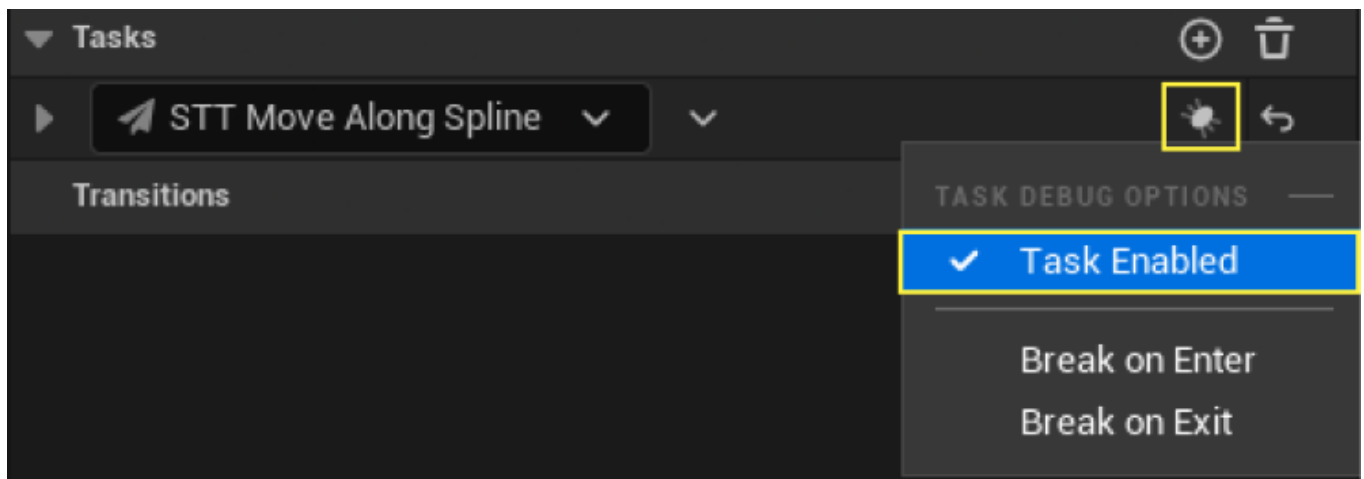 Tasks
STT Move Along Spline
Transitions
TASK DEBUG OPTIONS
Task Enabled
Break on Enter
Break on Exit